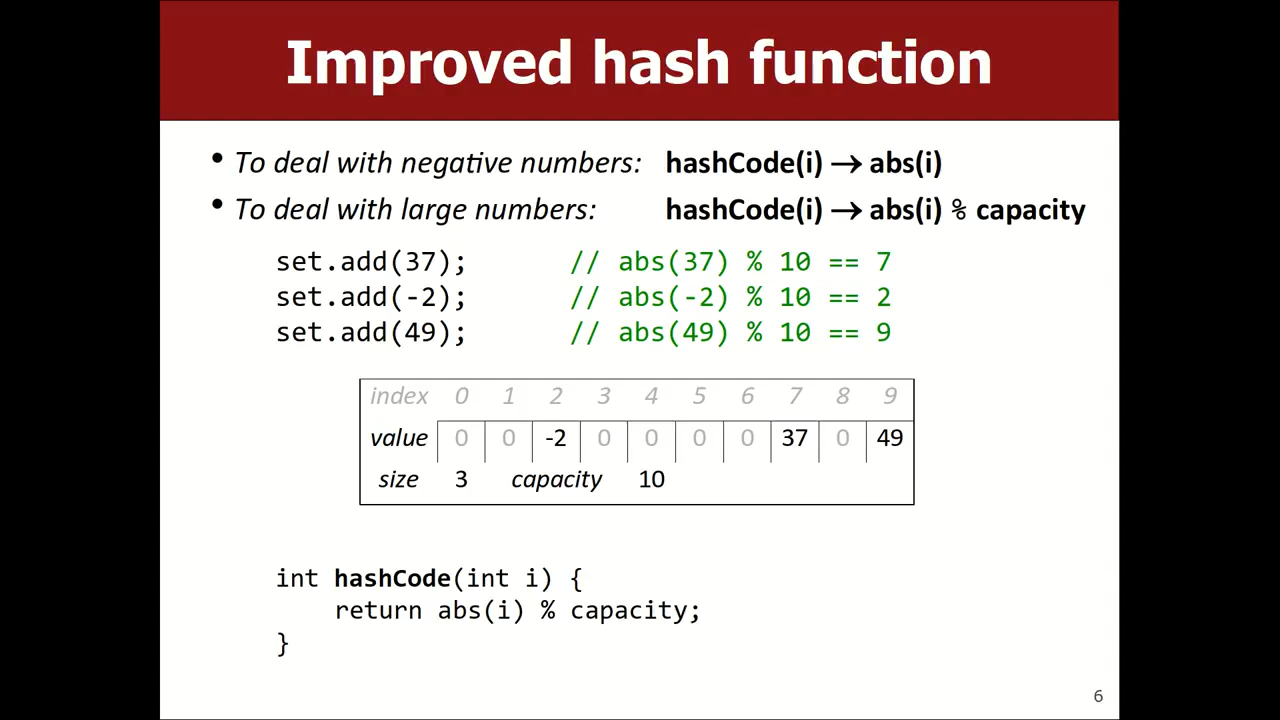 Improved hash function
• To deal with negative numbers: hashCode(i) → abs(i)
• To deal with large numbers: hashCode(i) → abs(i) % capacity
set.add(37); // abs(37) % 10 == 7
set.add(-2); // abs(-2) % 10 == 2
set.add(49); // abs(49) % 10 == 9
index 0 1 2 3 4 5 6 7 8 9
value 0 0 -2 0 0 0 0 37 0 49
size 3 capacity 10
int hashCode(int i) {
return abs(i) % capacity;
}
6